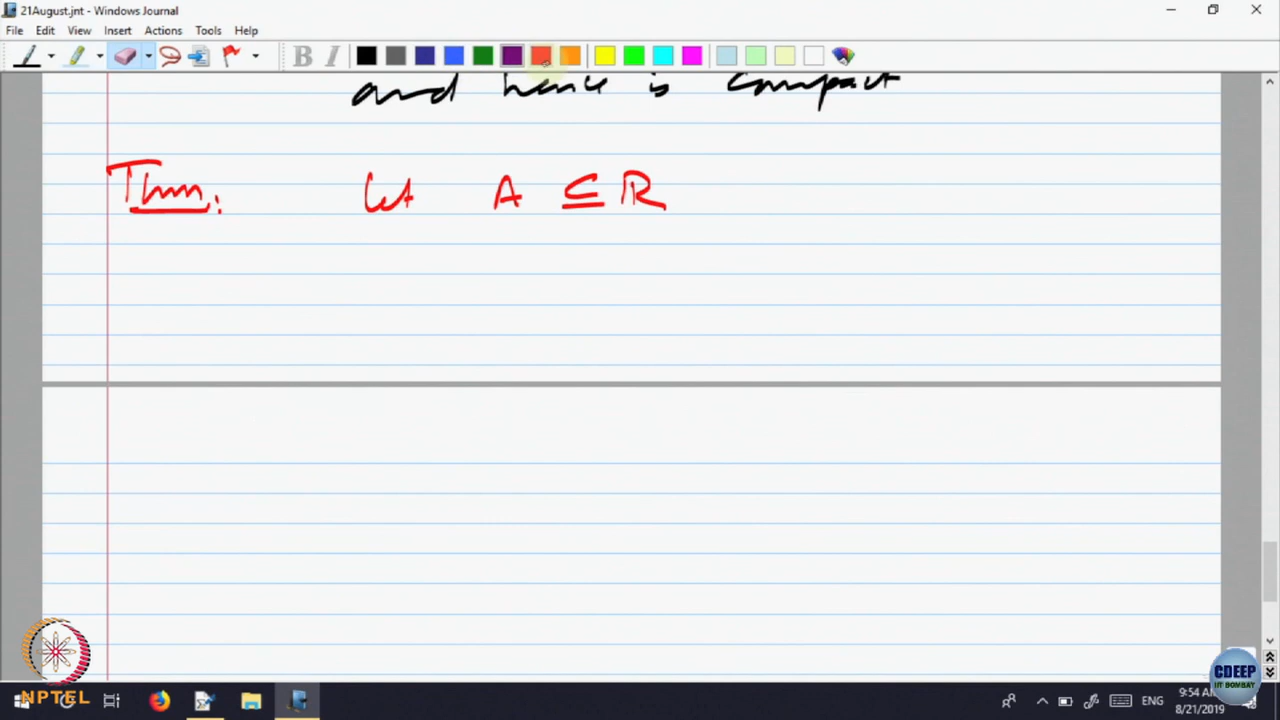 21August.jnt - Windows Journal
File Edit View Insert Actions Tools Help
B I
and hence is compact
Thm: Let A ⊆ ℝ
CDEEP
IIT BOMBAY
NPTEL
ENG
9:54 AM
8/21/2019